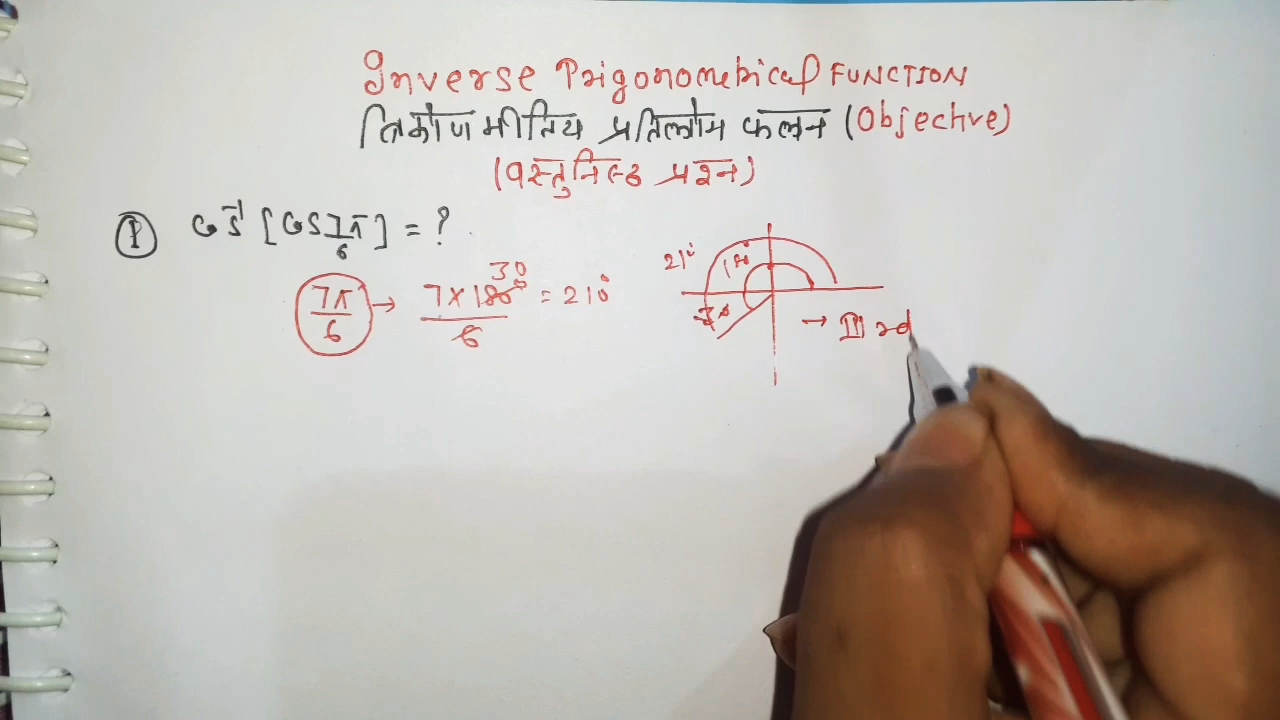 Inverse Trigonometrical FUNCTION
त्रिकोणमीतिय प्रतिलोम फलन (Objective)
(वस्तुनिष्ठ प्रश्न)
① cos⁻¹[cos 7π/6] = ?
7π/6 → 7×180°/6 = 210°
30
210°
180°
30°
→ III rd